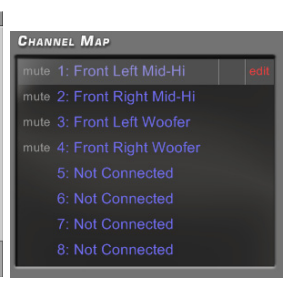 CHANNEL MAP
mute 1: Front Left Mid-Hi edit
mute 2: Front Right Mid-Hi
mute 3: Front Left Woofer
mute 4: Front Right Woofer
5: Not Connected
6: Not Connected
7: Not Connected
8: Not Connected